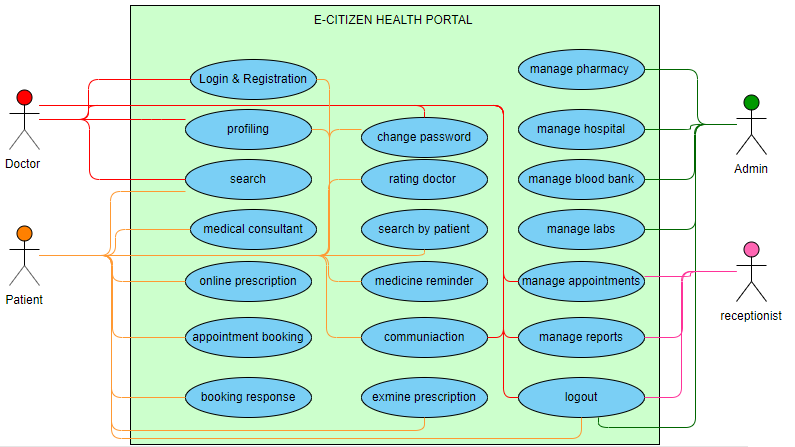 E-CITIZEN HEALTH PORTAL
Login & Registration
manage pharmacy
profiling
change password
manage hospital
Doctor
Admin
search
rating doctor
manage blood bank
medical consultant
search by patient
manage labs
Patient
online prescription
medicine reminder
manage appointments
receptionist
appointment booking
communiaction
manage reports
booking response
exmine prescription
logout